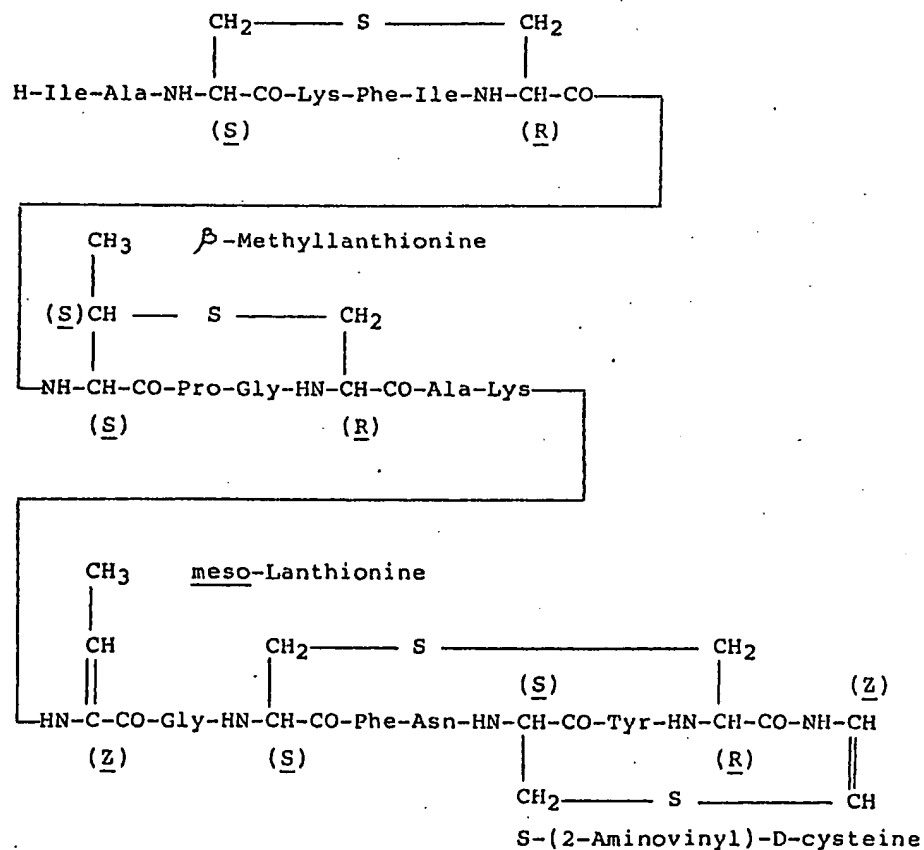 CH2 S CH2
H-Ile-Ala-NH-CH-CO-Lys-Phe-Ile-NH-CH-CO
(S) (R)
CH3 β-Methyllanthionine
(S)CH — S — CH2
NH-CH-CO-Pro-Gly-HN-CH-CO-Ala-Lys
(S) (R)
CH3 meso-Lanthionine
CH CH2 S CH2
(S) (Z)
HN-C-CO-Gly-HN-CH-CO-Phe-Asn-HN-CH-CO-Tyr-HN-CH-CO-NH-CH
(Z) (S) (R)
CH2 S CH
S-(2-Aminovinyl)-D-cysteine